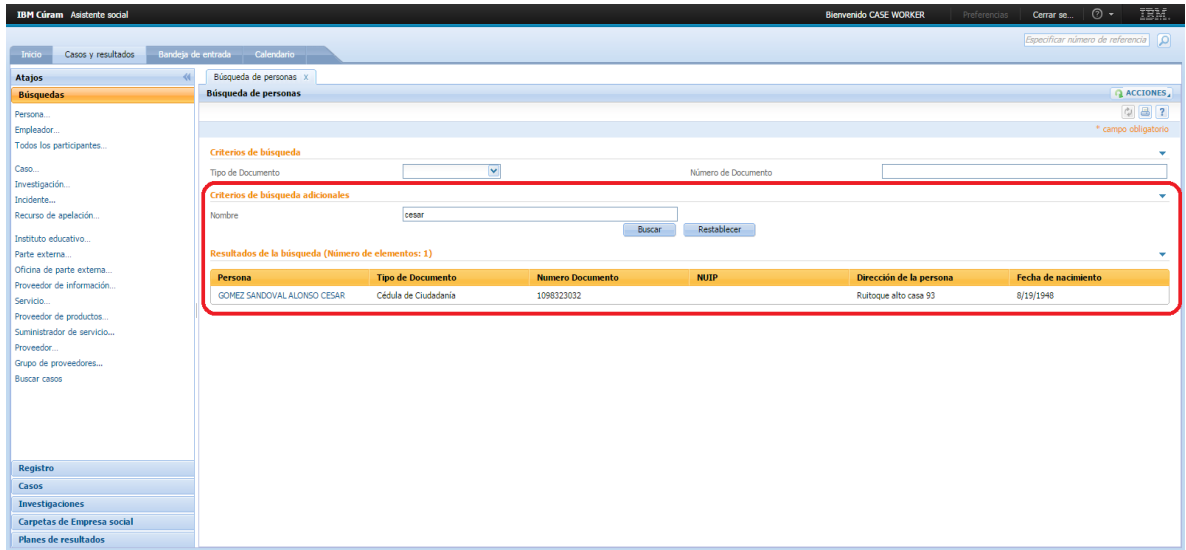 IBM Cúram Asistente social
Bienvenido CASE WORKER Preferencias Cerrar se... IBM.
Especificar número de referencia
Inicio Casos y resultados Bandeja de entrada Calendario
Atajos
Búsqueda de personas X
Búsquedas
Búsqueda de personas
ACCIONES
Persona...
Empleador...
Todos los participantes...
Caso...
Investigación...
Incidente...
Recurso de apelación...
Instituto educativo...
Parte externa...
Oficina de parte externa...
Proveedor de información...
Servicio...
Proveedor de productos...
Suministrador de servicio...
Proveedor...
Grupo de proveedores...
Buscar casos
Registro
Casos
Investigaciones
Carpetas de Empresa social
Planes de resultados
* campo obligatorio
Criterios de búsqueda
Tipo de Documento Número de Documento
Criterios de búsqueda adicionales
Nombre cesar
Buscar Restablecer
Resultados de la búsqueda (Número de elementos: 1)
Persona Tipo de Documento Numero Documento NUIP Dirección de la persona Fecha de nacimiento
GOMEZ SANDOVAL ALONSO CESAR Cédula de Ciudadanía 1098323032 Ruitoque alto casa 93 8/19/1948